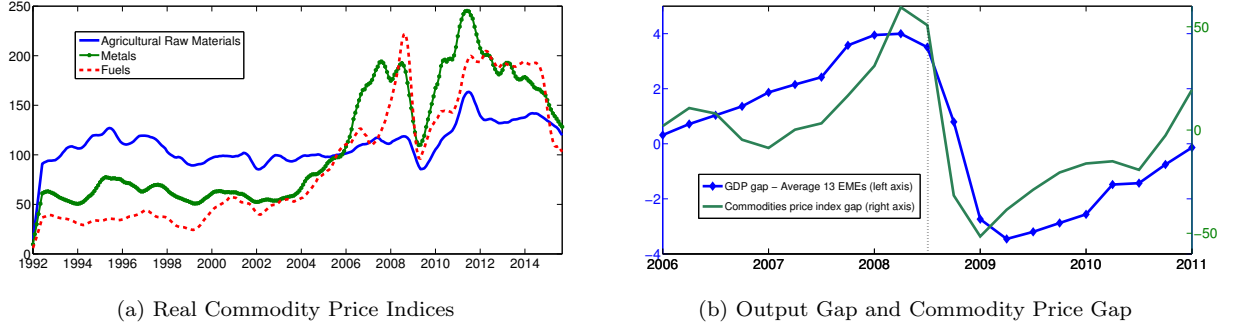 250
200
150
100
50
0
1992 1994 1996 1998 2000 2002 2004 2006 2008 2010 2012 2014
Agricultural Raw Materials
Metals
Fuels
(a) Real Commodity Price Indices
4
2
0
−2
−4
50
0
−50
2006 2007 2008 2009 2010 2011
GDP gap − Average 13 EMEs (left axis)
Commodities price index gap (right axis)
(b) Output Gap and Commodity Price Gap